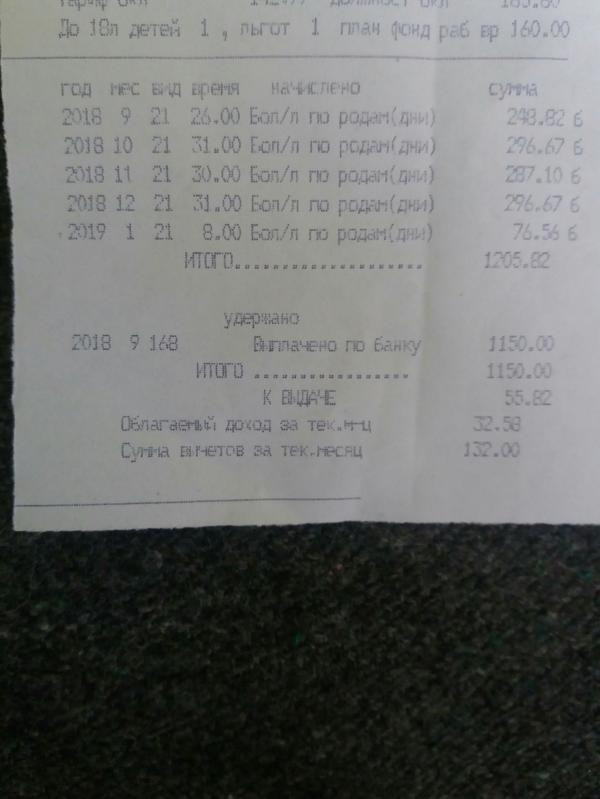 До 18л детей 1 , льгот 1 план фонд раб вр 160.00
год мес вид время начислено сумма
2018 9 21 26.00 Бол/л по родам(дни) 248.82 б
2018 10 21 31.00 Бол/л по родам(дни) 296.67 б
2018 11 21 30.00 Бол/л по родам(дни) 287.10 б
2018 12 21 31.00 Бол/л по родам(дни) 296.67 б
2019 1 21 8.00 Бол/л по родам(дни) 76.56 б
ИТОГО..................... 1205.82
удержано
2018 9 168 Выплачено по банку 1150.00
ИТОГО ................. 1150.00
К ВЫДАЧЕ 55.82
Облагаемый доход за тек.м-ц 32.58
Сумма вычетов за тек.месяц 132.00